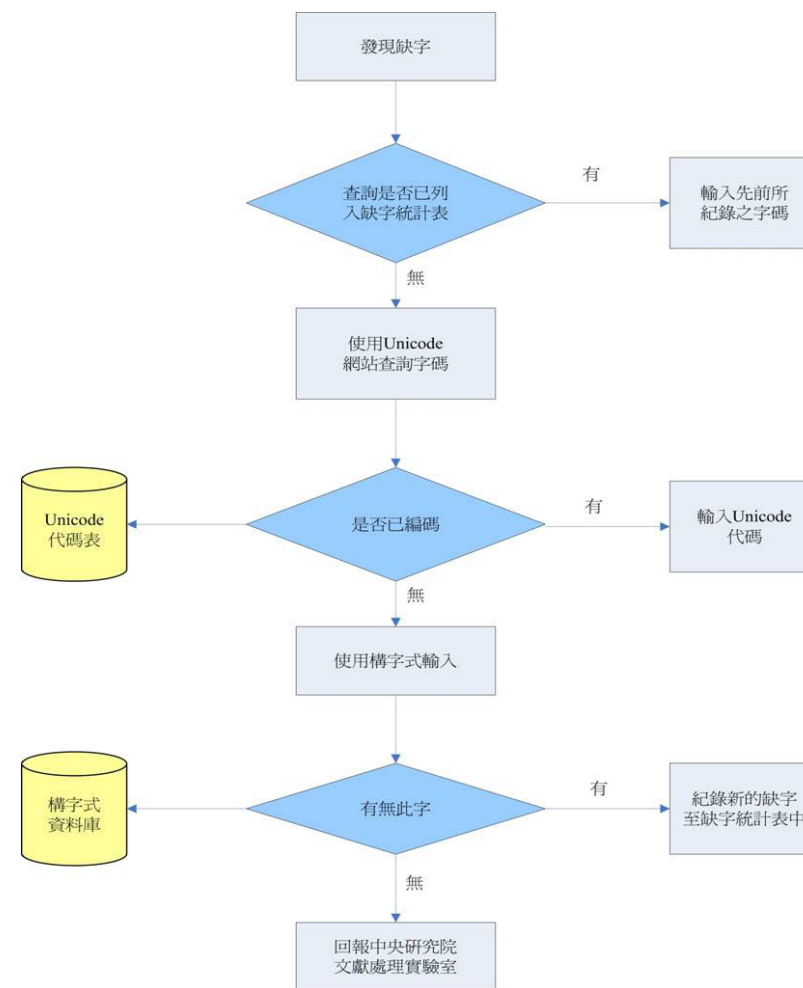 發現缺字
查詢是否已列
入缺字統計表
有
輸入先前所
紀錄之字碼
無
使用Unicode
網站查詢字碼
Unicode
代碼表
是否已編碼
有
輸入Unicode
代碼
無
使用構字式輸入
構字式
資料庫
有無此字
有
紀錄新的缺字
至缺字統計表中
無
回報中央研究院
文獻處理實驗室